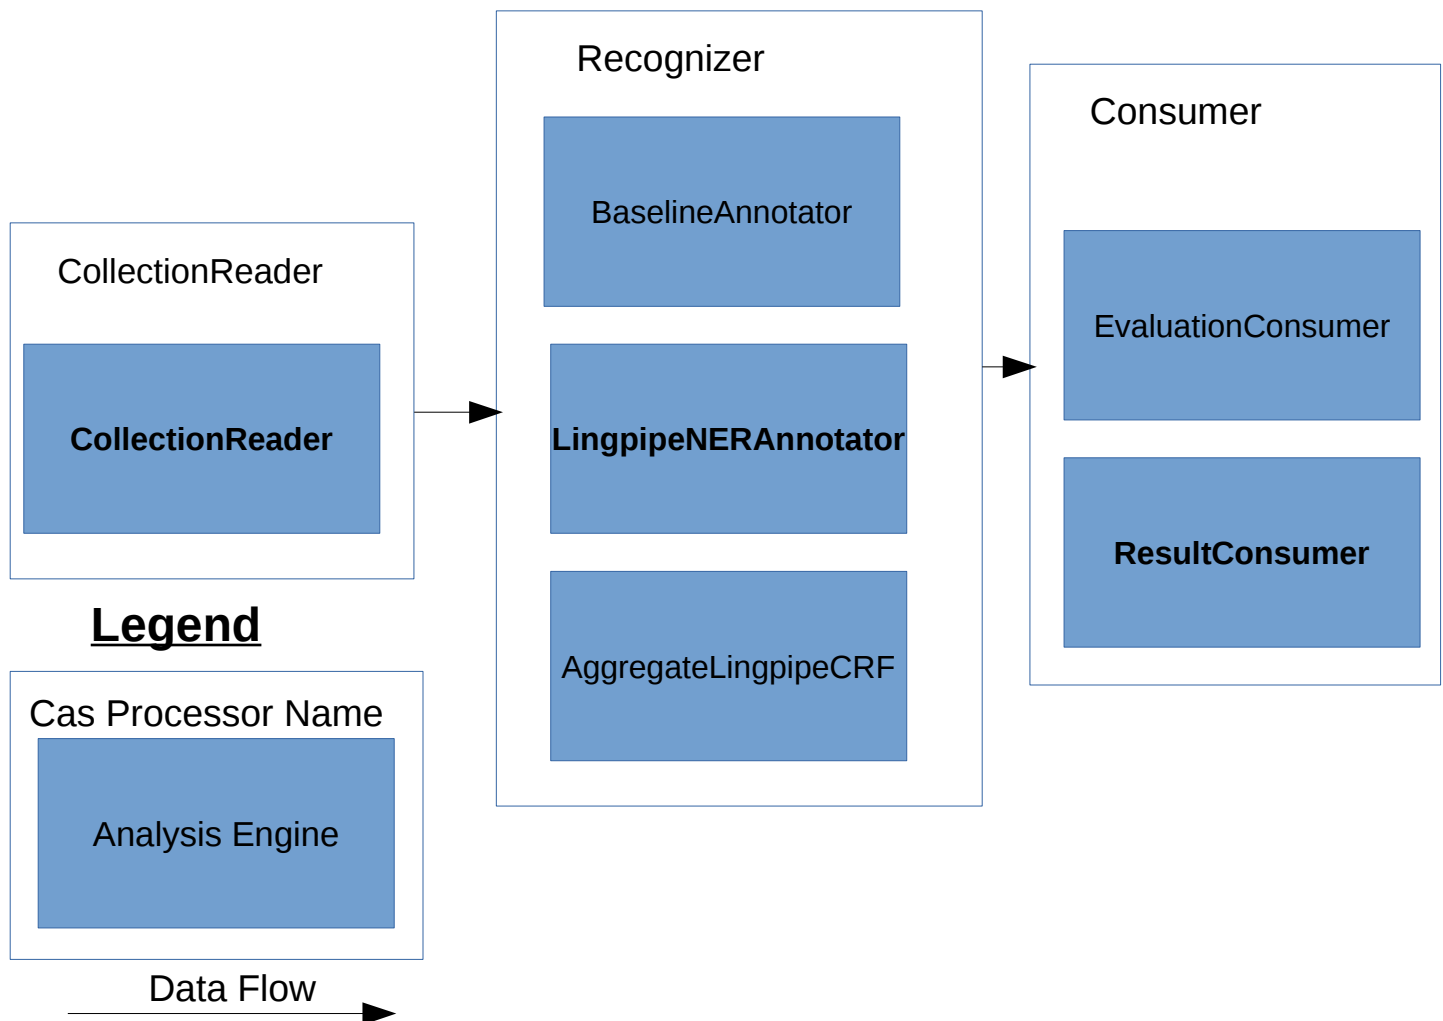 CollectionReader
CollectionReader
Recognizer
BaselineAnnotator
LingpipeNERAnnotator
AggregateLingpipeCRF
Consumer
EvaluationConsumer
ResultConsumer
Legend
Cas Processor Name
Analysis Engine
Data Flow